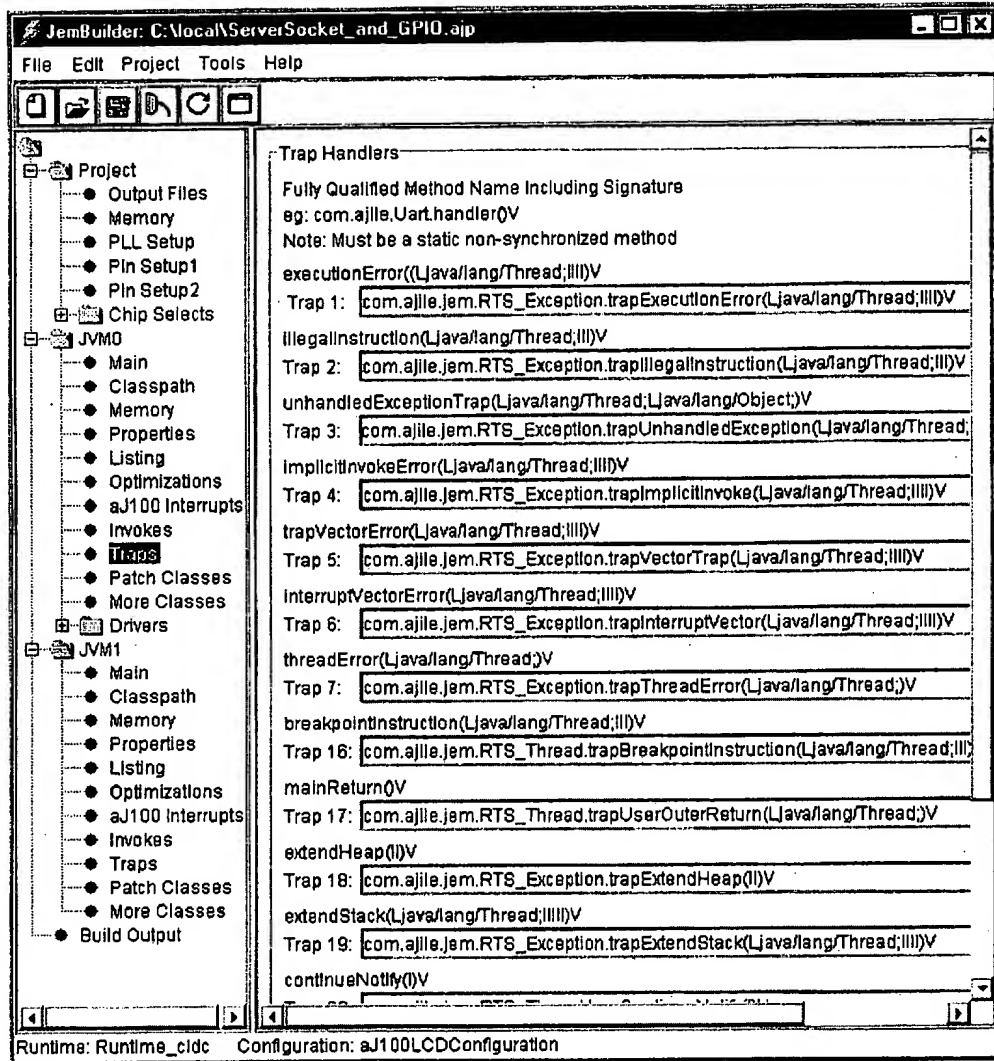 JemBuilder: C:\local\ServerSocket_and_GPIO.ajp
File Edit Project Tools Help
Project
Output Files
Memory
PLL Setup
Pin Setup1
Pin Setup2
Chip Selects
JVM0
Main
Classpath
Memory
Properties
Listing
Optimizations
aJ100 Interrupts
Invokes
Traps
Patch Classes
More Classes
Drivers
JVM1
Main
Classpath
Memory
Properties
Listing
Optimizations
aJ100 Interrupts
Invokes
Traps
Patch Classes
More Classes
Build Output
Trap Handlers
Fully Qualified Method Name Including Signature
eg: com.ajile.Uart.handler()V
Note: Must be a static non-synchronized method
executionError((Ljava/lang/Thread;IIII)V
Trap 1: com.ajile.jem.RTS_Exception.trapExecutionError(Ljava/lang/Thread;IIII)V
illegalInstruction(Ljava/lang/Thread;III)V
Trap 2: com.ajile.jem.RTS_Exception.trapIllegalInstruction(Ljava/lang/Thread;III)V
unhandledExceptionTrap(Ljava/lang/Thread;Ljava/lang/Object;)V
Trap 3: com.ajile.jem.RTS_Exception.trapUnhandledException(Ljava/lang/Thread;
implicitInvokeError(Ljava/lang/Thread;IIII)V
Trap 4: com.ajile.jem.RTS_Exception.trapImplicitInvoke(Ljava/lang/Thread;IIII)V
trapVectorError(Ljava/lang/Thread;IIII)V
Trap 5: com.ajile.jem.RTS_Exception.trapVectorTrap(Ljava/lang/Thread;IIII)V
interruptVectorError(Ljava/lang/Thread;IIII)V
Trap 6: com.ajile.jem.RTS_Exception.trapInterruptVector(Ljava/lang/Thread;IIII)V
threadError(Ljava/lang/Thread;)V
Trap 7: com.ajile.jem.RTS_Exception.trapThreadError(Ljava/lang/Thread;)V
breakpointInstruction(Ljava/lang/Thread;III)V
Trap 16: com.ajile.jem.RTS_Thread.trapBreakpointInstruction(Ljava/lang/Thread;III)
mainReturn()V
Trap 17: com.ajile.jem.RTS_Thread.trapUserOuterReturn(Ljava/lang/Thread;)V
extendHeap(II)V
Trap 18: com.ajile.jem.RTS_Exception.trapExtendHeap(II)V
extendStack(Ljava/lang/Thread;IIIII)V
Trap 19: com.ajile.jem.RTS_Exception.trapExtendStack(Ljava/lang/Thread;IIII)V
continueNotify(I)V
Runtime: Runtime_cldc Configuration: aJ100LCDConfiguration